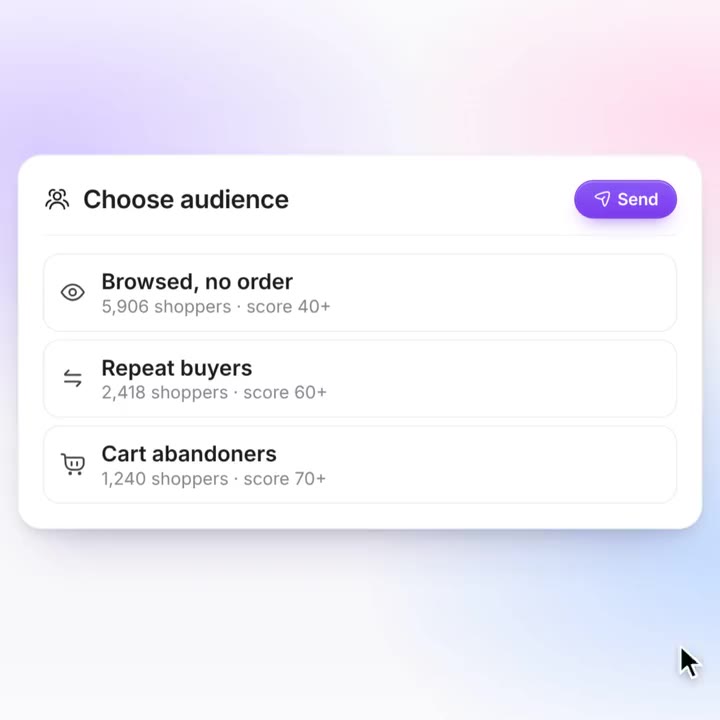 Choose audience
Send
Browsed, no order
5,906 shoppers · score 40+
Repeat buyers
2,418 shoppers · score 60+
Cart abandoners
1,240 shoppers · score 70+